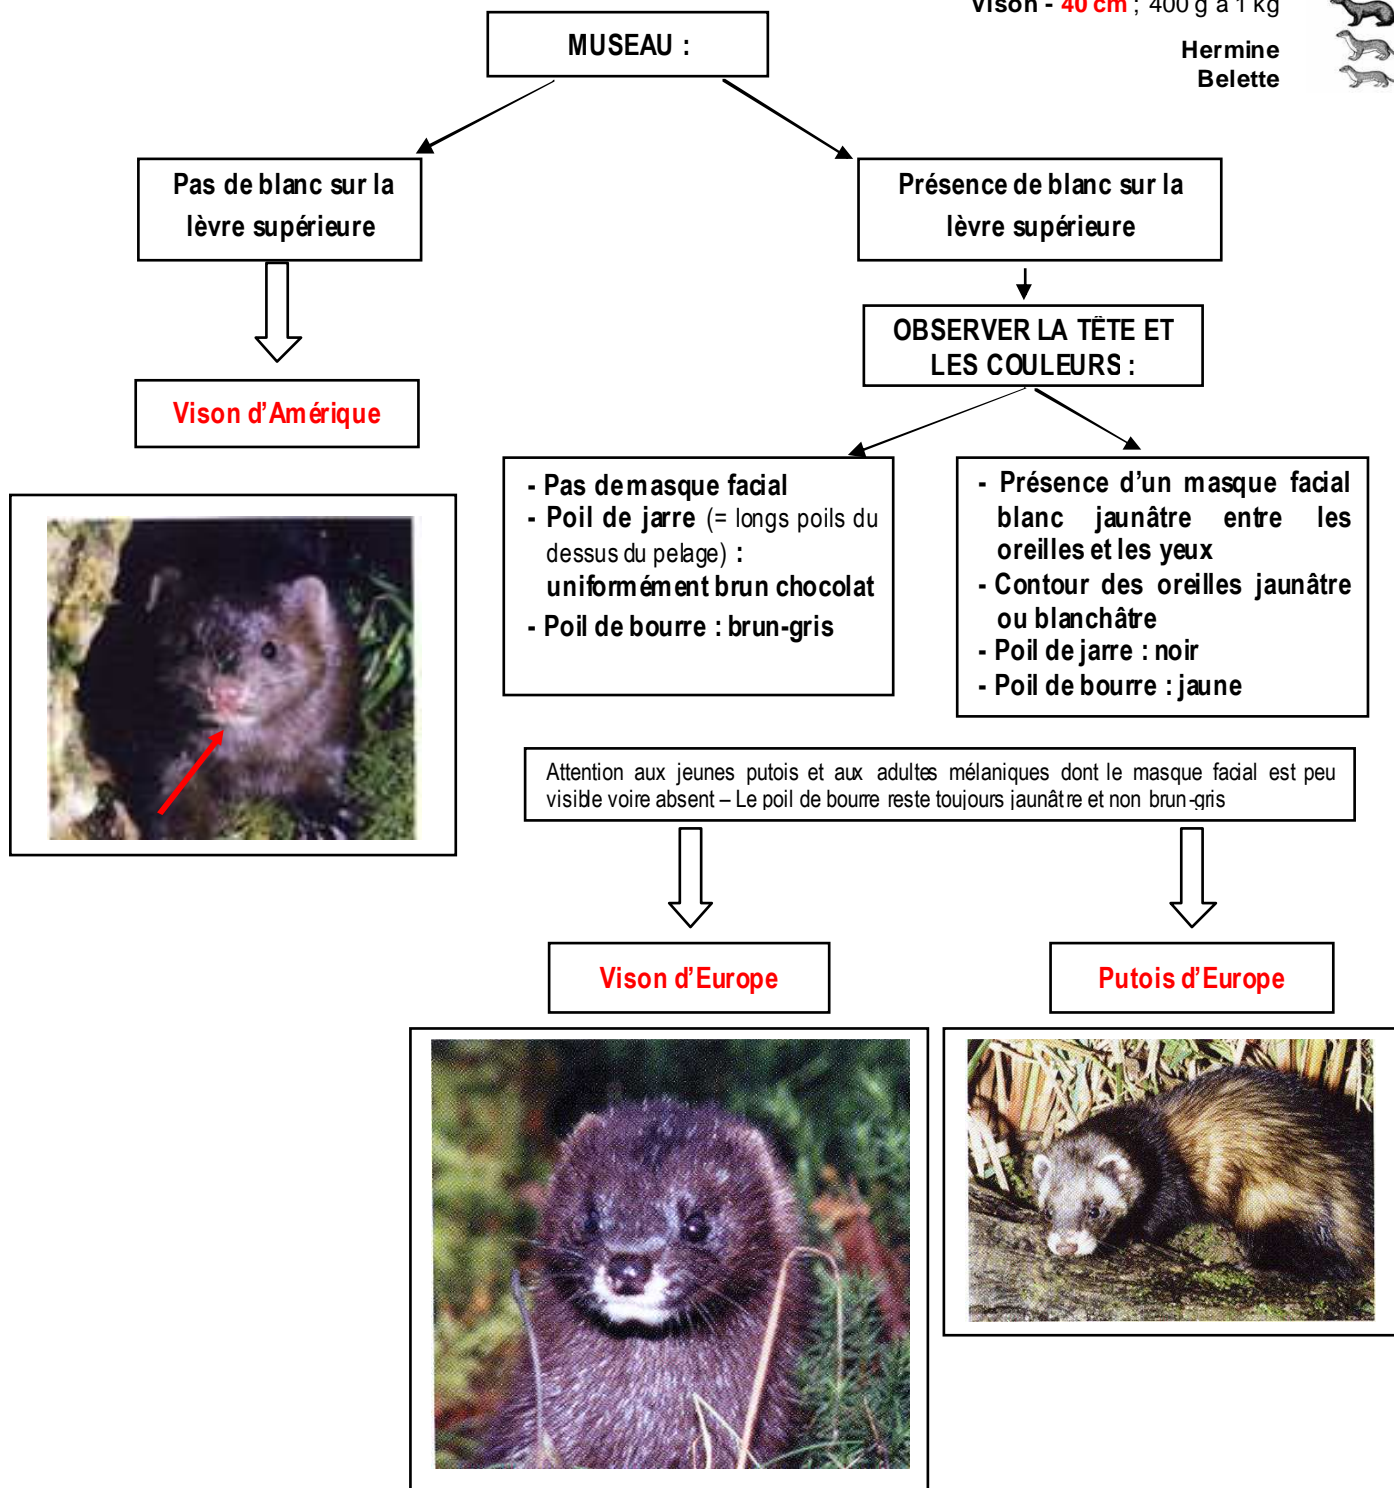 Vison - 40 cm ; 400 g à 1 kg
Hermine
Belette
MUSEAU :
Pas de blanc sur la
lèvre supérieure
Présence de blanc sur la
lèvre supérieure
OBSERVER LA TÊTE ET
LES COULEURS :
Vison d'Amérique
- Pas de masque facial
- Poil de jarre (= longs poils du
dessus du pelage) :
uniformément brun chocolat
- Poil de bourre : brun-gris
- Présence d'un masque facial
blanc jaunâtre entre les
oreilles et les yeux
- Contour des oreilles jaunâtre
ou blanchâtre
- Poil de jarre : noir
- Poil de bourre : jaune
Attention aux jeunes putois et aux adultes mélaniques dont le masque facial est peu
visible voire absent – Le poil de bourre reste toujours jaunâtre et non brun-gris
Vison d'Europe
Putois d'Europe